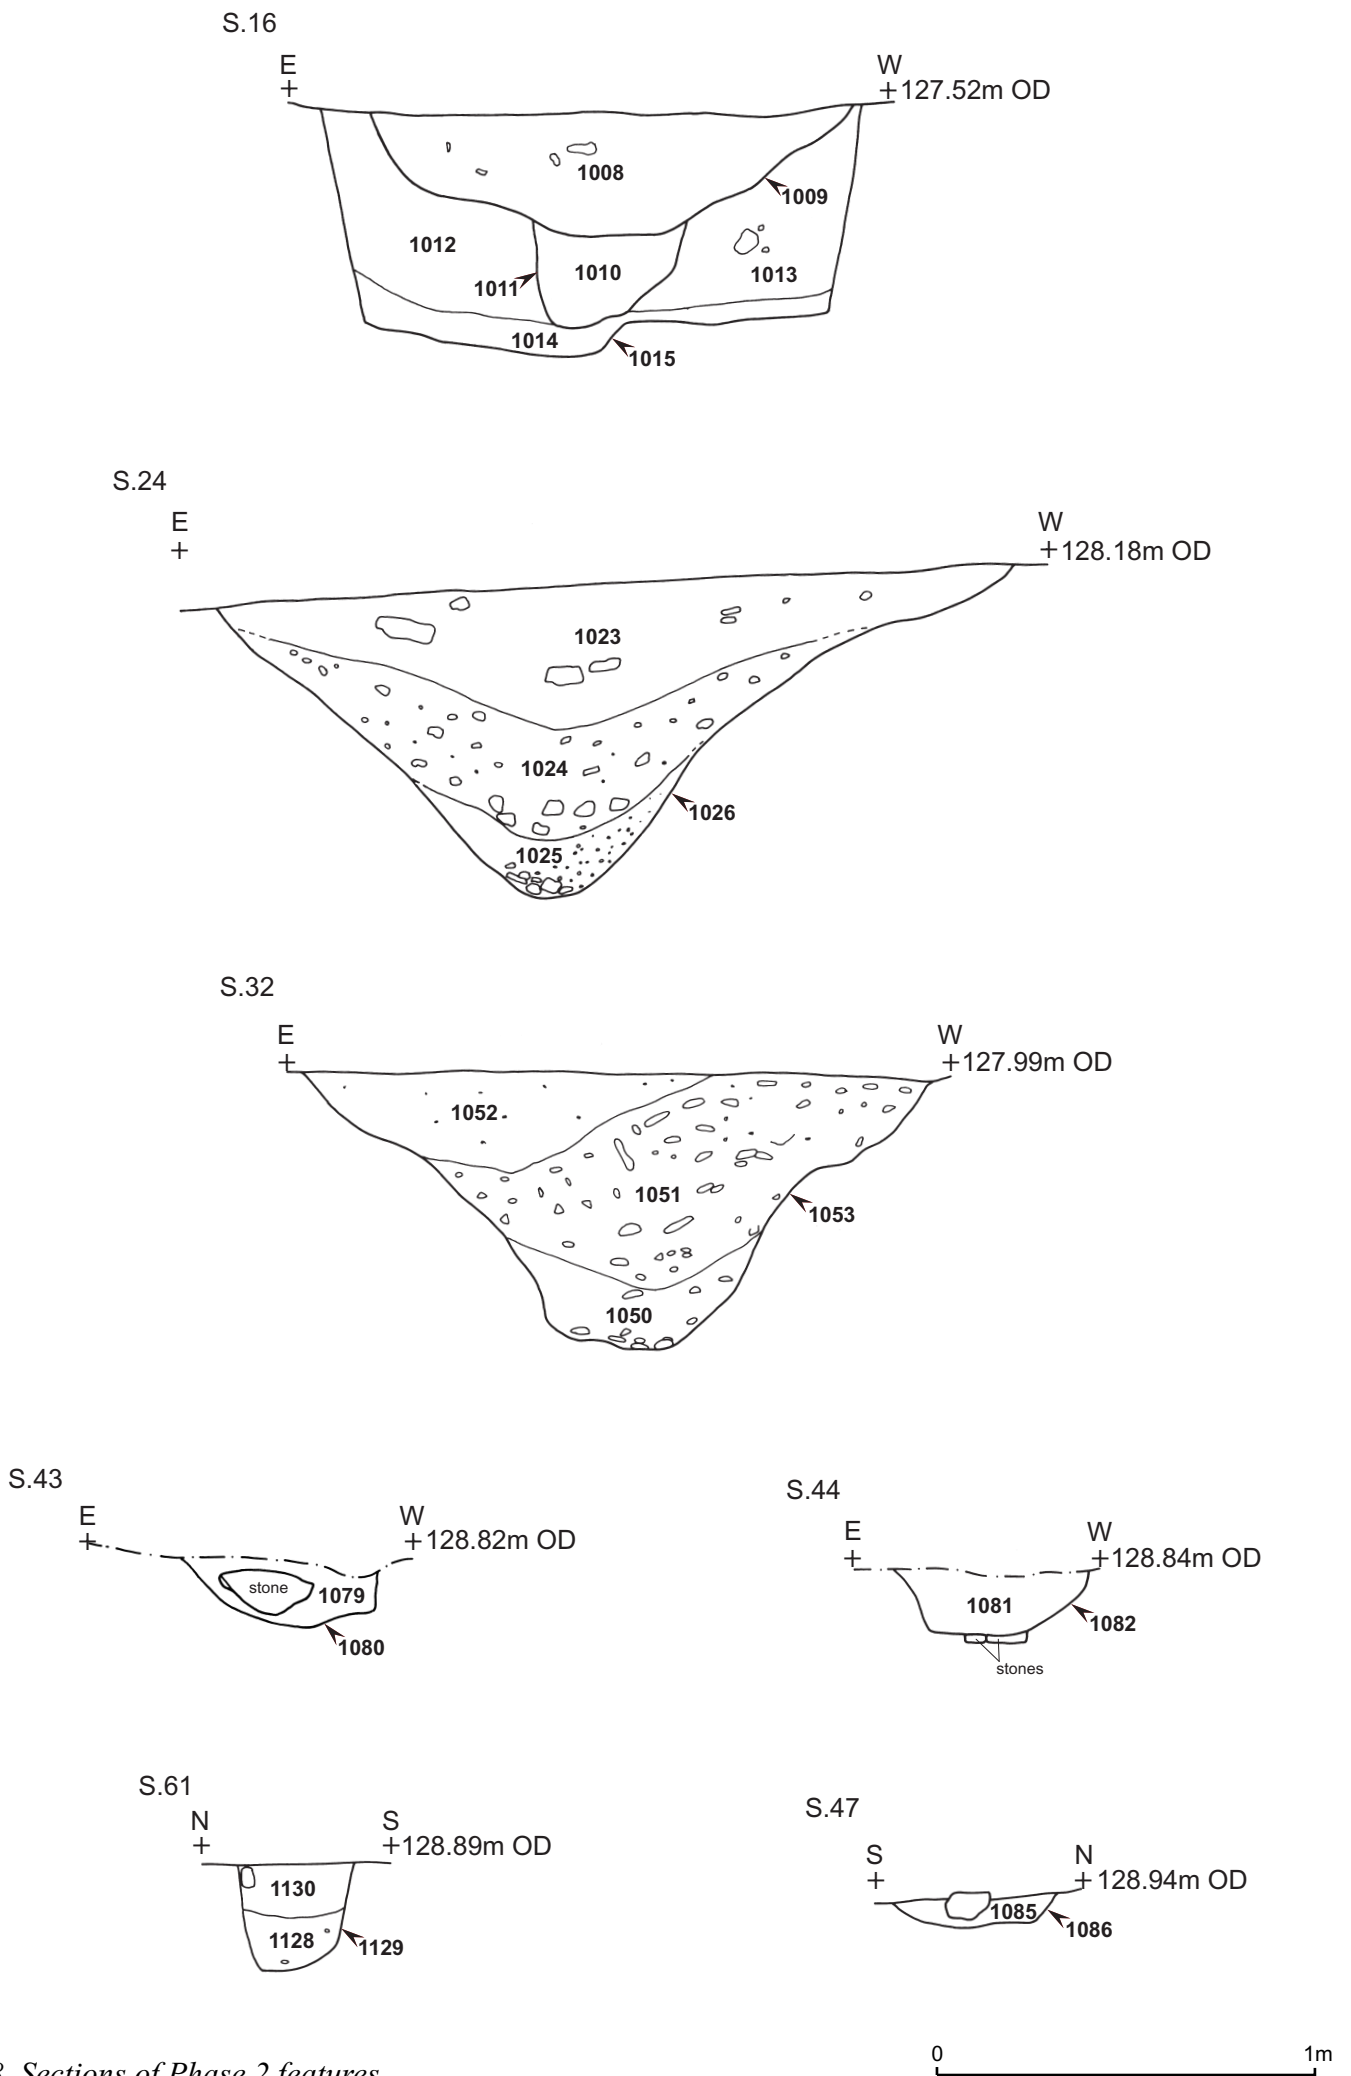 S.16
E W
127.52m OD
1008
1009
1012
1011 1010 1013
1014
1015
S.24
E W
128.18m OD
1023
1024
1026
1025
S.32
E W
127.99m OD
1052
1051
1053
1050
S.43
E W
128.82m OD
stone 1079
1080
S.44
E W
128.84m OD
1081
1082
stones
S.61
N S
128.89m OD
1130
1128
1129
S.47
S N
128.94m OD
1085
1086
Sections of Phase 2 features
0 1m